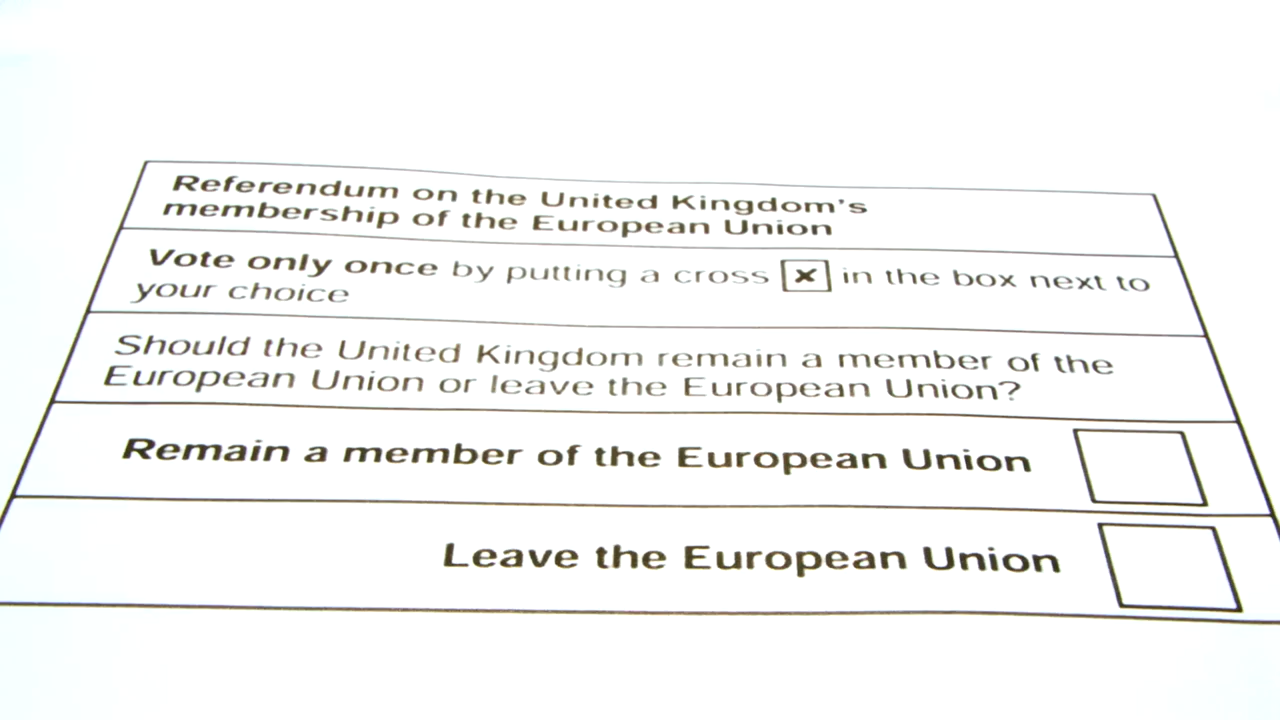 Referendum on the United Kingdom's
membership of the European Union
Vote only once by putting a cross x in the box next to
your choice
Should the United Kingdom remain a member of the
European Union or leave the European Union?
Remain a member of the European Union
Leave the European Union